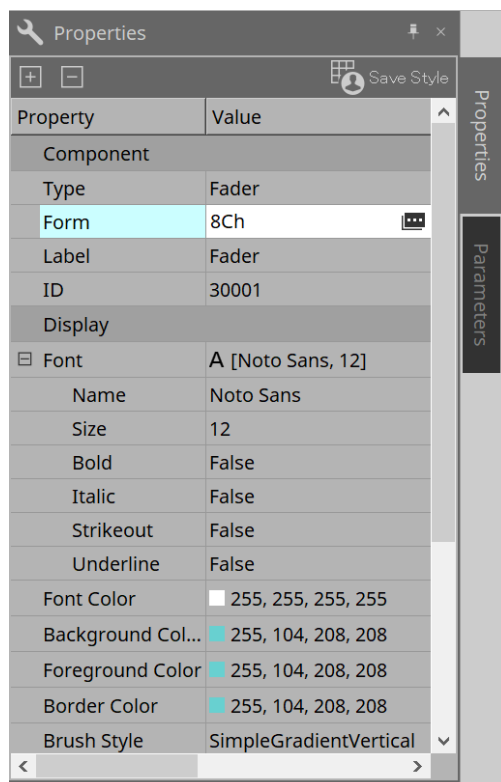 Properties
Save Style
Property Value
Component
Type Fader
Form 8Ch
Label Fader
ID 30001
Display
Font A [Noto Sans, 12]
Name Noto Sans
Size 12
Bold False
Italic False
Strikeout False
Underline False
Font Color 255, 255, 255, 255
Background Col... 255, 104, 208, 208
Foreground Color 255, 104, 208, 208
Border Color 255, 104, 208, 208
Brush Style SimpleGradientVertical
Properties
Parameters